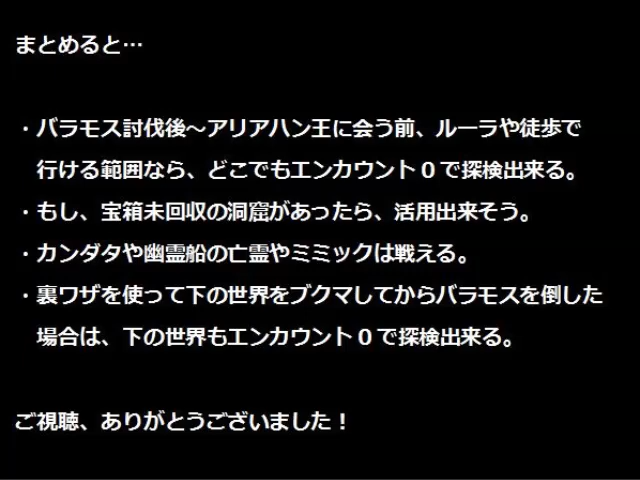 まとめると…
・バラモス討伐後～アリアハン王に会う前、ルーラや徒歩で
行ける範囲なら、どこでもエンカウント０で探検出来る。
・もし、宝箱未回収の洞窟があったら、活用出来そう。
・カンダタや幽霊船の亡霊やミミックは戦える。
・裏ワザを使って下の世界をブクマしてからバラモスを倒した
場合は、下の世界もエンカウント０で探検出来る。
ご視聴、ありがとうございました！